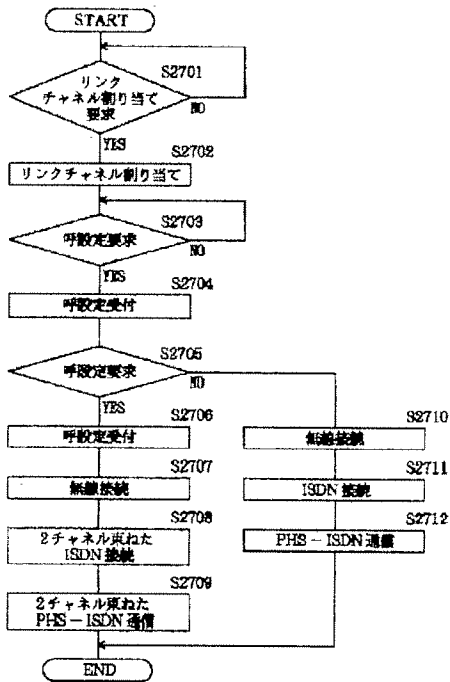 START
S2701
リンク
チャネル割り当て
要求
NO
YES
S2702
リンクチャネル割り当て
S2703
呼設定要求
NO
YES
S2704
呼設定受付
S2705
呼設定要求
NO
YES
S2706
呼設定受付
S2707
無線接続
S2708
2チャネル束ねた
ISDN 接続
S2709
2チャネル束ねた
PHS－ISDN 通信
S2710
無線接続
S2711
ISDN 接続
S2712
PHS－ISDN 通信
END